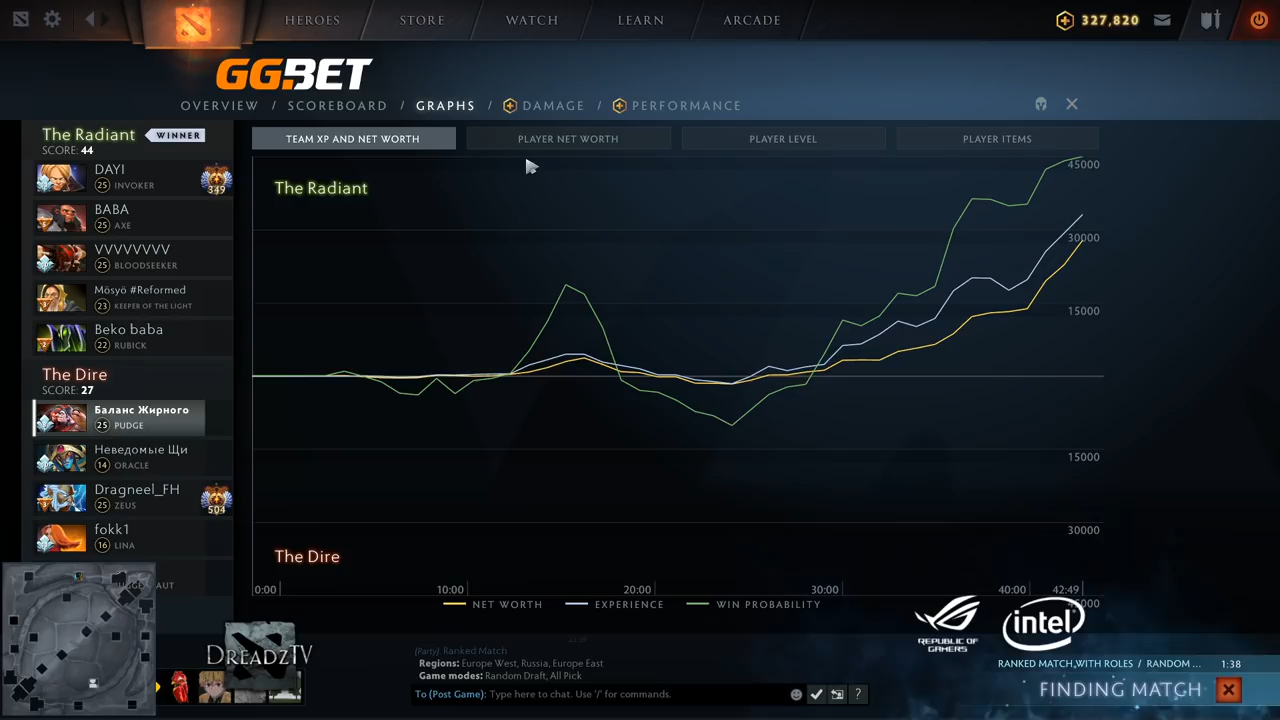 HEROES STORE WATCH LEARN ARCADE 327,820
GG.BET
OVERVIEW / SCOREBOARD / GRAPHS / DAMAGE / PERFORMANCE
The Radiant WINNER
SCORE: 44
DAYI
25 INVOKER
349
BABA
25 AXE
VVVVVVVV
25 BLOODSEEKER
Mösyö #Reformed
23 KEEPER OF THE LIGHT
Beko baba
22 RUBICK
The Dire
SCORE: 27
Баланс Жирного
25 PUDGE
Неведомые Щи
14 ORACLE
Dragneel_FH
25 ZEUS
504
fokk1
16 LINA
TEAM XP AND NET WORTH PLAYER NET WORTH PLAYER LEVEL PLAYER ITEMS
The Radiant
45000
30000
15000
15000
30000
The Dire
0:00 10:00 20:00 30:00 40:00 42:49
NET WORTH EXPERIENCE WIN PROBABILITY
REPUBLIC OF
GAMERS
intel
DREADZTV
(Party) Ranked Match
Regions: Europe West, Russia, Europe East
Game modes: Random Draft, All Pick
To (Post Game): Type here to chat. Use '/' for commands.
?
RANKED MATCH,WITH ROLES / RANDOM ... 1:38
FINDING MATCH